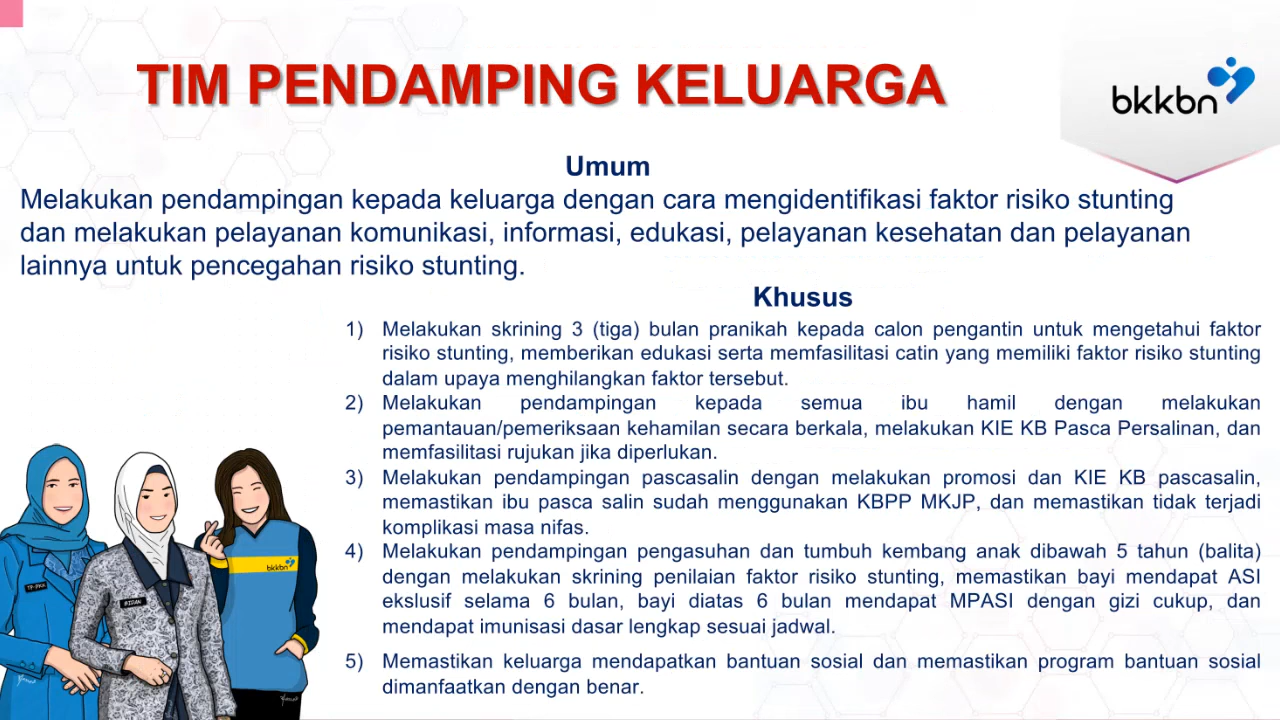 TIM PENDAMPING KELUARGA
bkkbn
Umum
Melakukan pendampingan kepada keluarga dengan cara mengidentifikasi faktor risiko stunting
dan melakukan pelayanan komunikasi, informasi, edukasi, pelayanan kesehatan dan pelayanan
lainnya untuk pencegahan risiko stunting.
Khusus
1) Melakukan skrining 3 (tiga) bulan pranikah kepada calon pengantin untuk mengetahui faktor
risiko stunting, memberikan edukasi serta memfasilitasi catin yang memiliki faktor risiko stunting
dalam upaya menghilangkan faktor tersebut.
2) Melakukan pendampingan kepada semua ibu hamil dengan melakukan
pemantauan/pemeriksaan kehamilan secara berkala, melakukan KIE KB Pasca Persalinan, dan
memfasilitasi rujukan jika diperlukan.
3) Melakukan pendampingan pascasalin dengan melakukan promosi dan KIE KB pascasalin,
memastikan ibu pasca salin sudah menggunakan KBPP MKJP, dan memastikan tidak terjadi
komplikasi masa nifas.
4) Melakukan pendampingan pengasuhan dan tumbuh kembang anak dibawah 5 tahun (balita)
dengan melakukan skrining penilaian faktor risiko stunting, memastikan bayi mendapat ASI
ekslusif selama 6 bulan, bayi diatas 6 bulan mendapat MPASI dengan gizi cukup, dan
mendapat imunisasi dasar lengkap sesuai jadwal.
5) Memastikan keluarga mendapatkan bantuan sosial dan memastikan program bantuan sosial
dimanfaatkan dengan benar.
TP-PKK
BIDAN
bkkbn